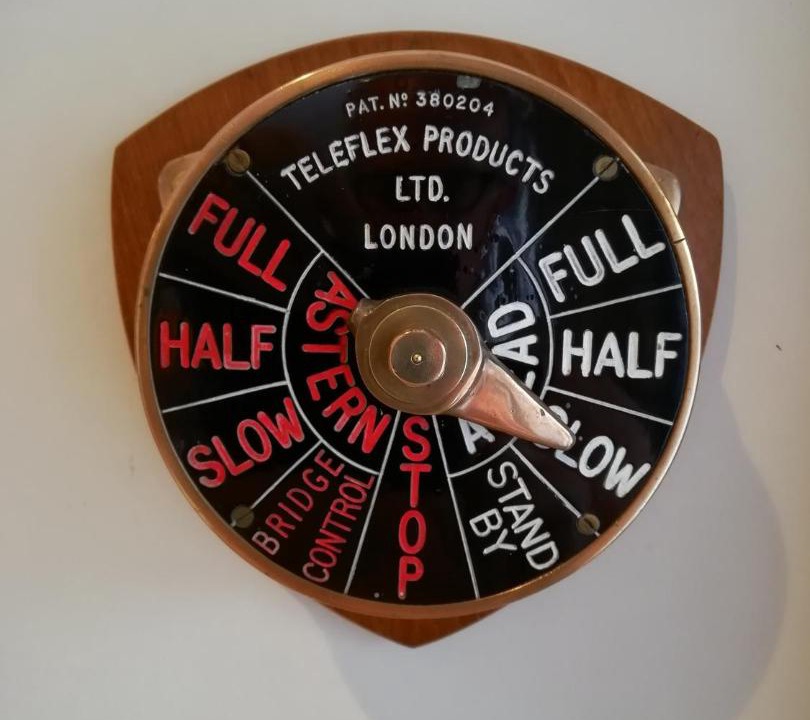 PAT. Nº 380204
TELEFLEX PRODUCTS
LTD.
LONDON
FULL
HALF
SLOW
ASTERN
BRIDGE
CONTROL
STOP
STAND
BY
FULL
HALF